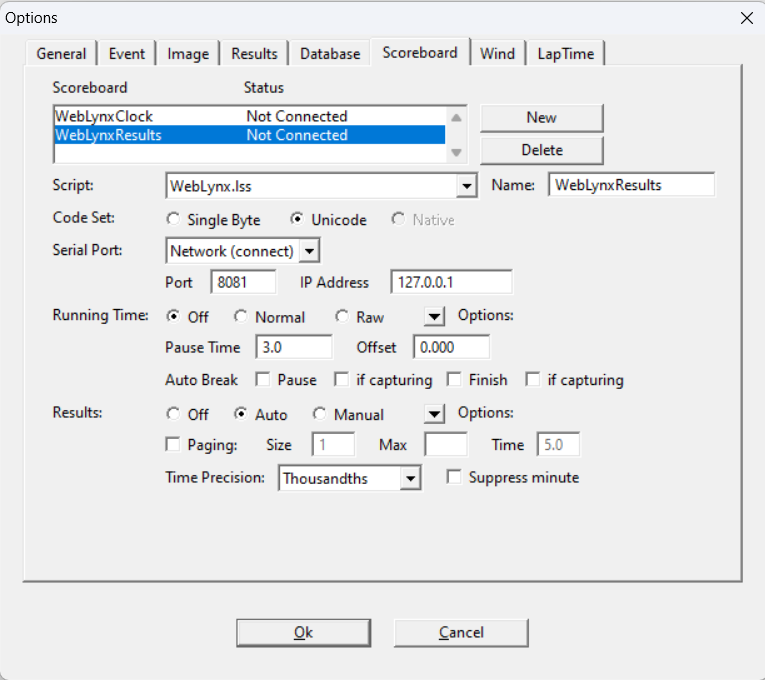 Options
General Event Image Results Database Scoreboard Wind LapTime
Scoreboard Status
WebLynxClock Not Connected New
WebLynxResults Not Connected
Delete
Script: WebLynx.lss Name: WebLynxResults
Code Set: Single Byte Unicode Native
Serial Port: Network (connect)
Port 8081 IP Address 127.0.0.1
Running Time: Off Normal Raw Options:
Pause Time 3.0 Offset 0.000
Auto Break Pause if capturing Finish if capturing
Results: Off Auto Manual Options:
Paging: Size 1 Max Time 5.0
Time Precision: Thousandths Suppress minute
Ok Cancel